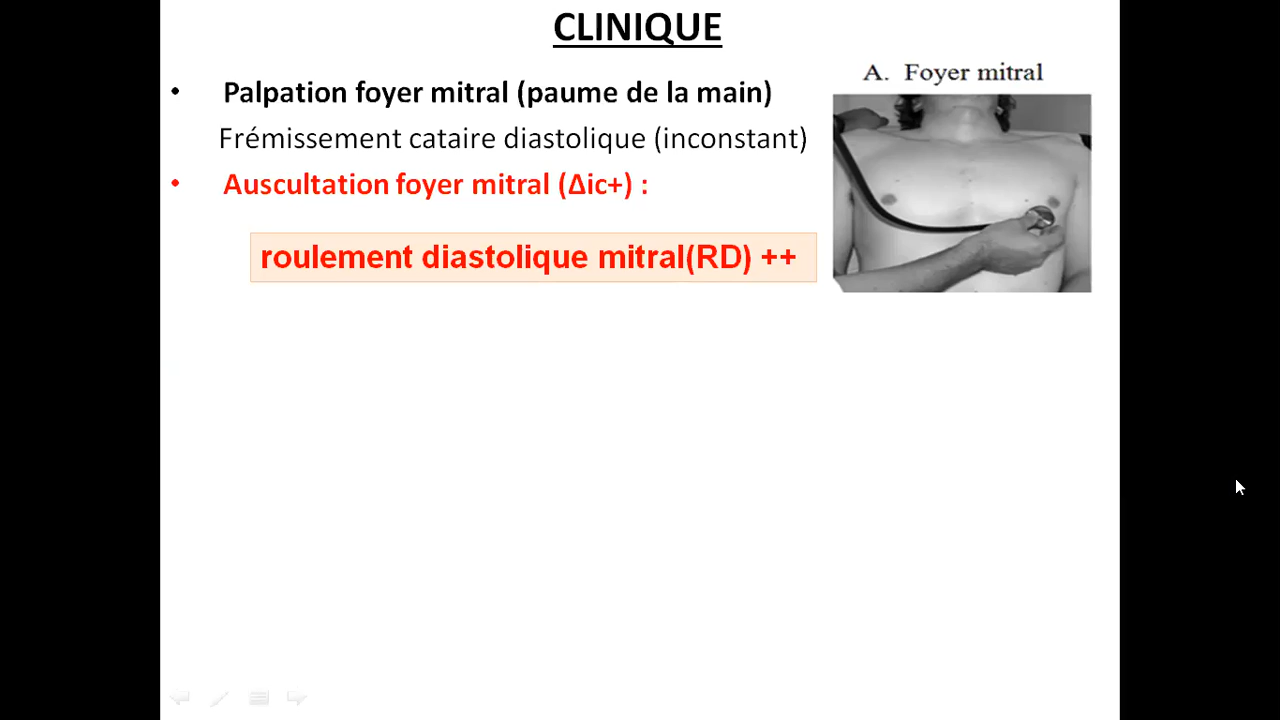 CLINIQUE
• Palpation foyer mitral (paume de la main)
Frémissement cataire diastolique (inconstant)
• Auscultation foyer mitral (Δic+) :
roulement diastolique mitral(RD) ++
A. Foyer mitral